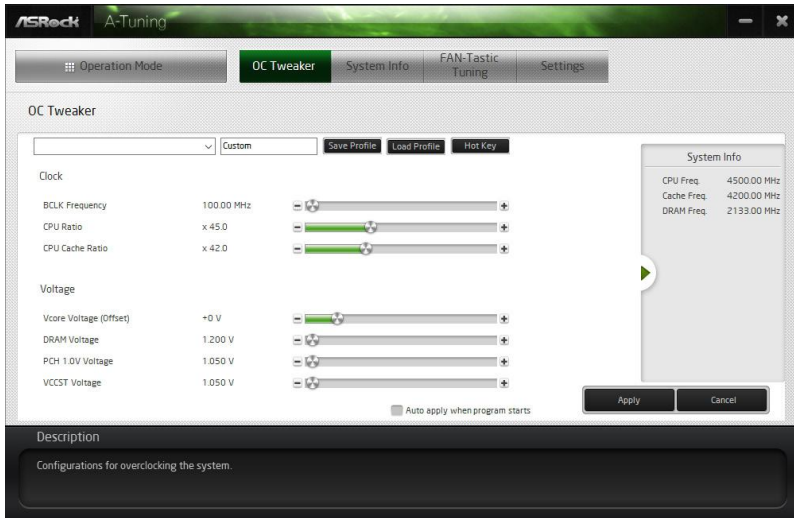 ASRock A-Tuning
Operation Mode OC Tweaker System Info FAN-Tastic Tuning Settings
OC Tweaker
Custom Save Profile Load Profile Hot Key
System Info
Clock
CPU Freq. 4500.00 MHz
Cache Freq. 4200.00 MHz
DRAM Freq. 2133.00 MHz
BCLK Frequency 100.00 MHz
CPU Ratio x 45.0
CPU Cache Ratio x 42.0
Voltage
Vcore Voltage (Offset) +0 V
DRAM Voltage 1.200 V
PCH 1.0V Voltage 1.050 V
VCCST Voltage 1.050 V
Auto apply when program starts
Apply Cancel
Description
Configurations for overclocking the system.